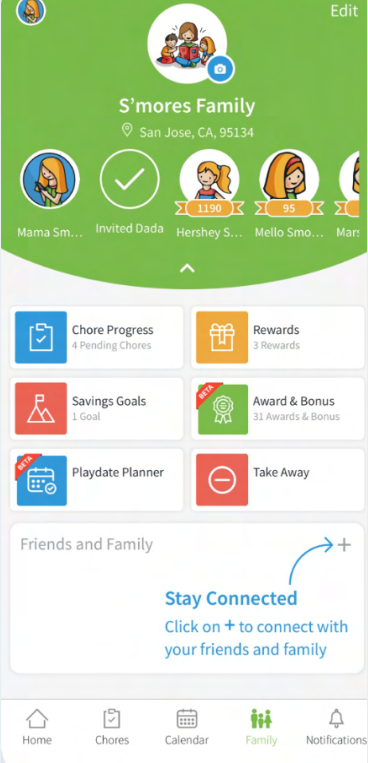 Edit
S'mores Family
San Jose, CA, 95134
1190
95
Mama Sm...
Invited Dada
Hershey S...
Mello Smo...
Mars
Chore Progress
4 Pending Chores
Rewards
3 Rewards
Savings Goals
1 Goal
BETA
Award & Bonus
31 Awards & Bonus
BETA
Playdate Planner
Take Away
Friends and Family
+
Stay Connected
Click on + to connect with
your friends and family
Home
Chores
Calendar
Family
Notifications